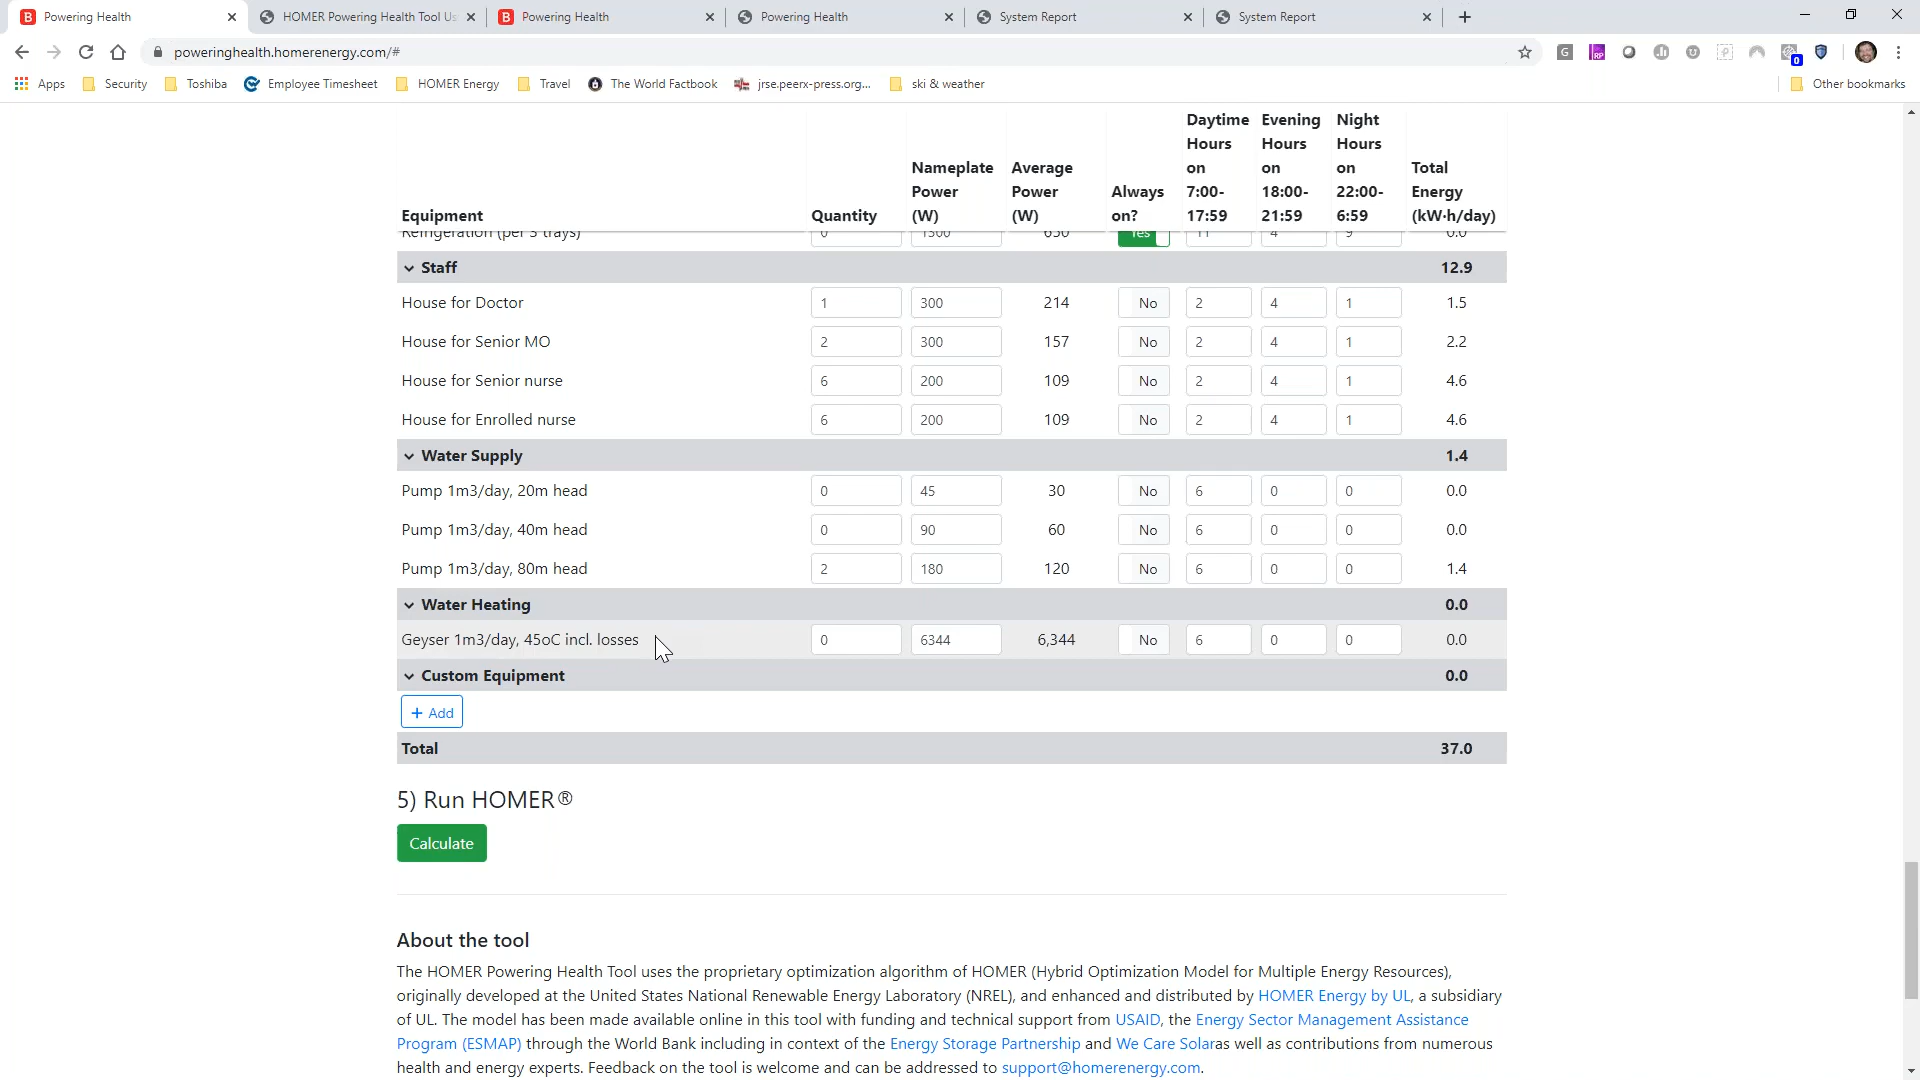 Powering Health
HOMER Powering Health Tool Us
Powering Health
Powering Health
System Report
System Report
poweringhealth.homerenergy.com/#
0
Apps Security Toshiba Employee Timesheet HOMER Energy Travel The World Factbook jrse.peerx-press.org... ski & weather Other bookmarks
Equipment Quantity Nameplate Power (W) Average Power (W) Always on? Daytime Hours on 7:00-17:59 Evening Hours on 18:00-21:59 Night Hours on 22:00-6:59 Total Energy (kW·h/day)
Refrigeration (per 5 trays) 0 1300 650 Yes 11 4 9 0.0
Staff 12.9
House for Doctor 1 300 214 No 2 4 1 1.5
House for Senior MO 2 300 157 No 2 4 1 2.2
House for Senior nurse 6 200 109 No 2 4 1 4.6
House for Enrolled nurse 6 200 109 No 2 4 1 4.6
Water Supply 1.4
Pump 1m3/day, 20m head 0 45 30 No 6 0 0 0.0
Pump 1m3/day, 40m head 0 90 60 No 6 0 0 0.0
Pump 1m3/day, 80m head 2 180 120 No 6 0 0 1.4
Water Heating 0.0
Geyser 1m3/day, 45oC incl. losses 0 6344 6,344 No 6 0 0 0.0
Custom Equipment 0.0
+ Add
Total 37.0
5) Run HOMER®
Calculate
About the tool
The HOMER Powering Health Tool uses the proprietary optimization algorithm of HOMER (Hybrid Optimization Model for Multiple Energy Resources),
originally developed at the United States National Renewable Energy Laboratory (NREL), and enhanced and distributed by HOMER Energy by UL, a subsidiary
of UL. The model has been made available online in this tool with funding and technical support from USAID, the Energy Sector Management Assistance
Program (ESMAP) through the World Bank including in context of the Energy Storage Partnership and We Care Solaras well as contributions from numerous
health and energy experts. Feedback on the tool is welcome and can be addressed to support@homerenergy.com.